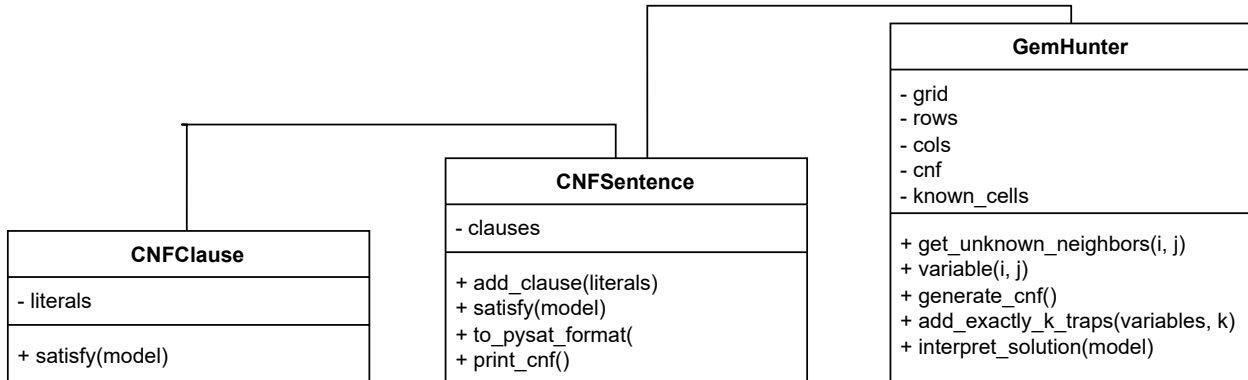 GemHunter
- grid
- rows
- cols
- cnf
- known_cells
+ get_unknown_neighbors(i, j)
+ variable(i, j)
+ generate_cnf()
+ add_exactly_k_traps(variables, k)
+ interpret_solution(model)
CNFSentence
- clauses
+ add_clause(literals)
+ satisfy(model)
+ to_pysat_format(
+ print_cnf()
CNFClause
- literals
+ satisfy(model)